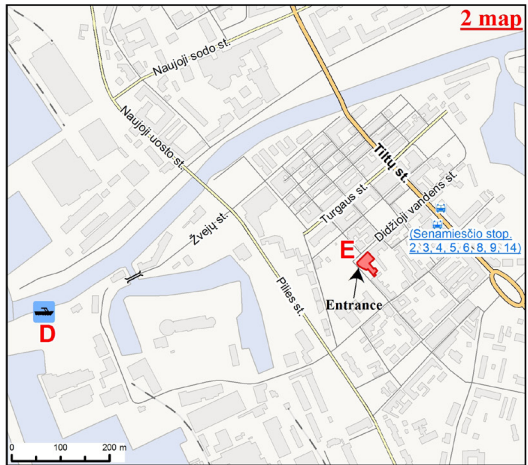 2 map
Naujoji sodo st.
Naujoji uosto st.
Tiltų st.
Turgaus st.
Didžioji vandens st.
Žvejų st.
(Senamiesčio stop.
2, 3, 4, 5, 6, 8, 9, 14)
E
Entrance
Pilies st.
D
0 100 200 m